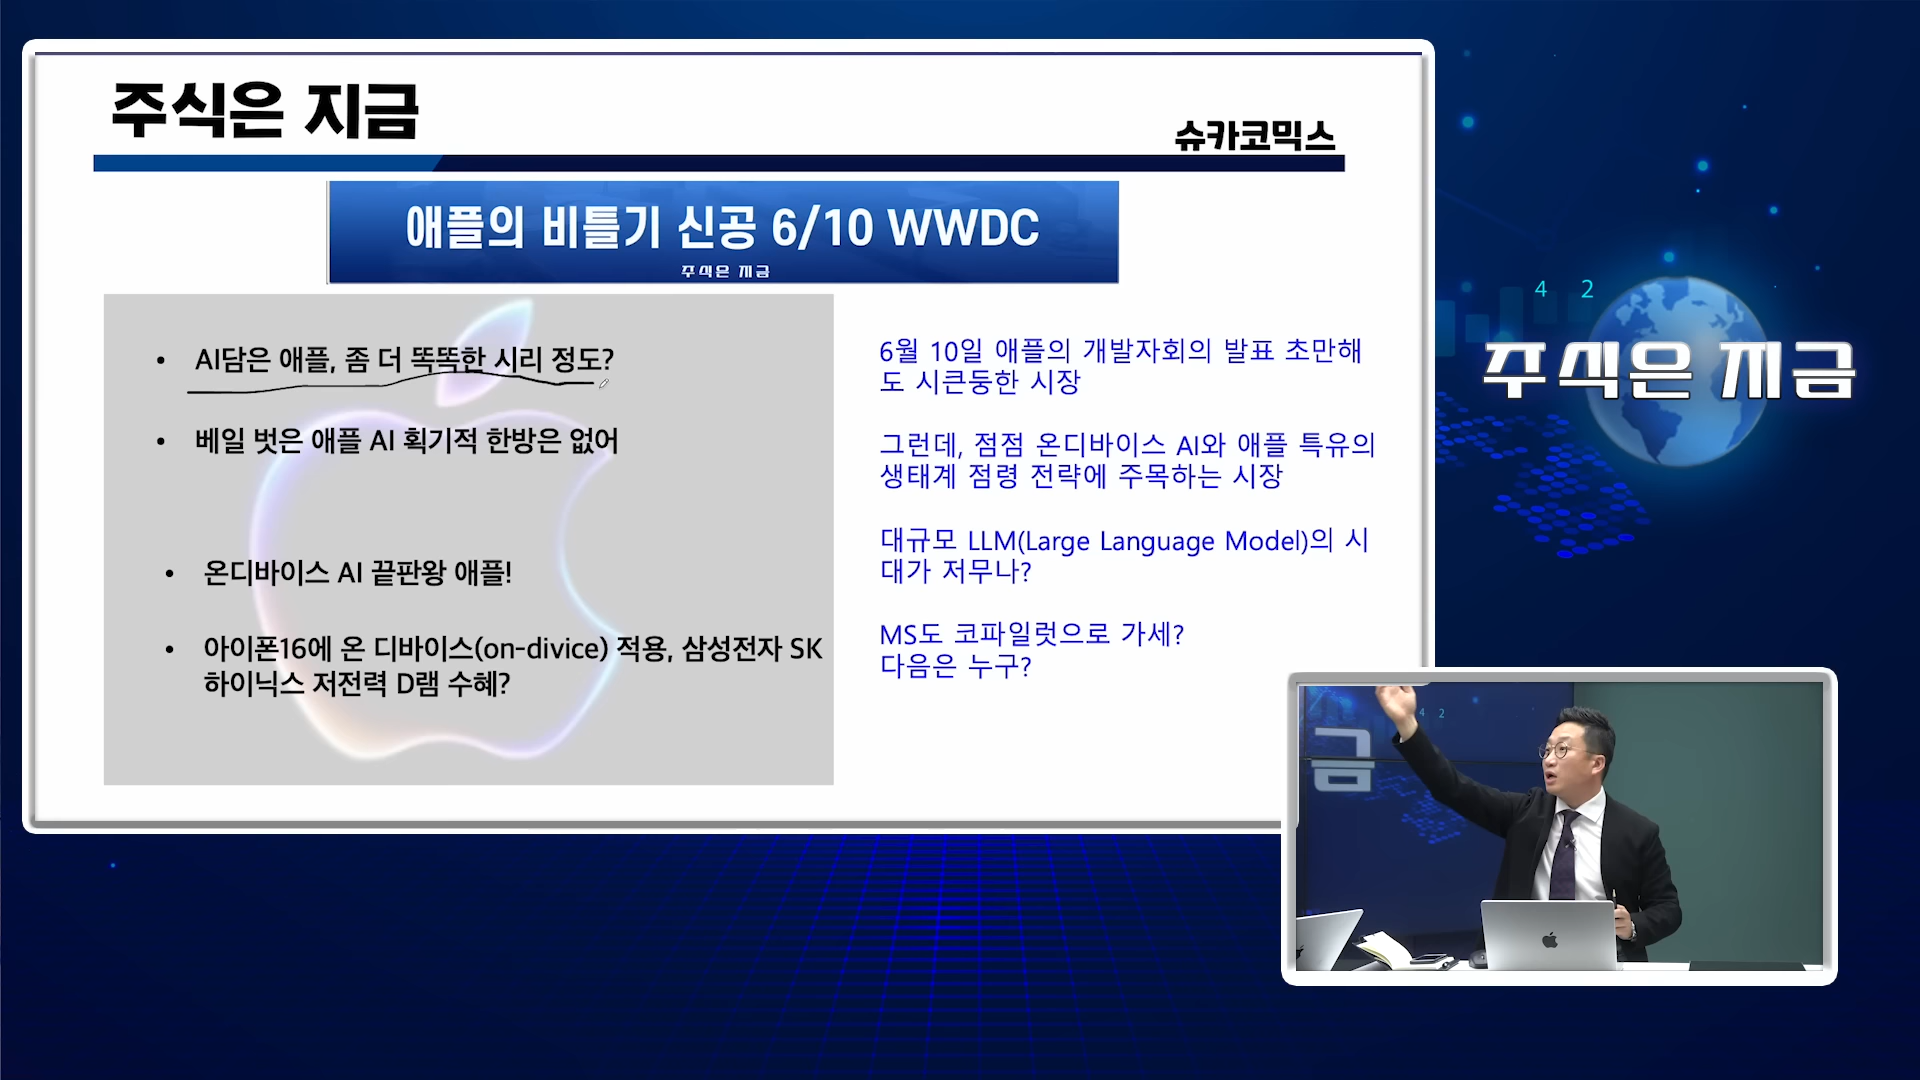 주식은 지금
슈카코믹스
애플의 비틀기 신공 6/10 WWDC
주식은 지금
• AI담은 애플, 좀 더 똑똑한 시리 정도?
• 베일 벗은 애플 AI 획기적 한방은 없어
• 온디바이스 AI 끝판왕 애플!
• 아이폰16에 온 디바이스(on-divice) 적용, 삼성전자 SK
하이닉스 저전력 D램 수혜?
6월 10일 애플의 개발자회의 발표 초만해
도 시큰둥한 시장
그런데, 점점 온디바이스 AI와 애플 특유의
생태계 점령 전략에 주목하는 시장
대규모 LLM(Large Language Model)의 시
대가 저무나?
MS도 코파일럿으로 가세?
다음은 누구?
4 2
주식은 지금
4 2
금